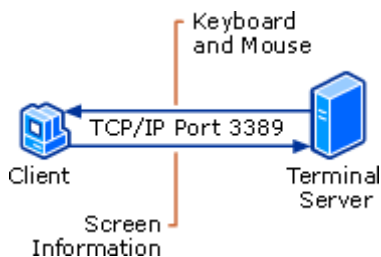 Keyboard
and Mouse
TCP/IP Port 3389
Client
Terminal
Server
Screen
Information